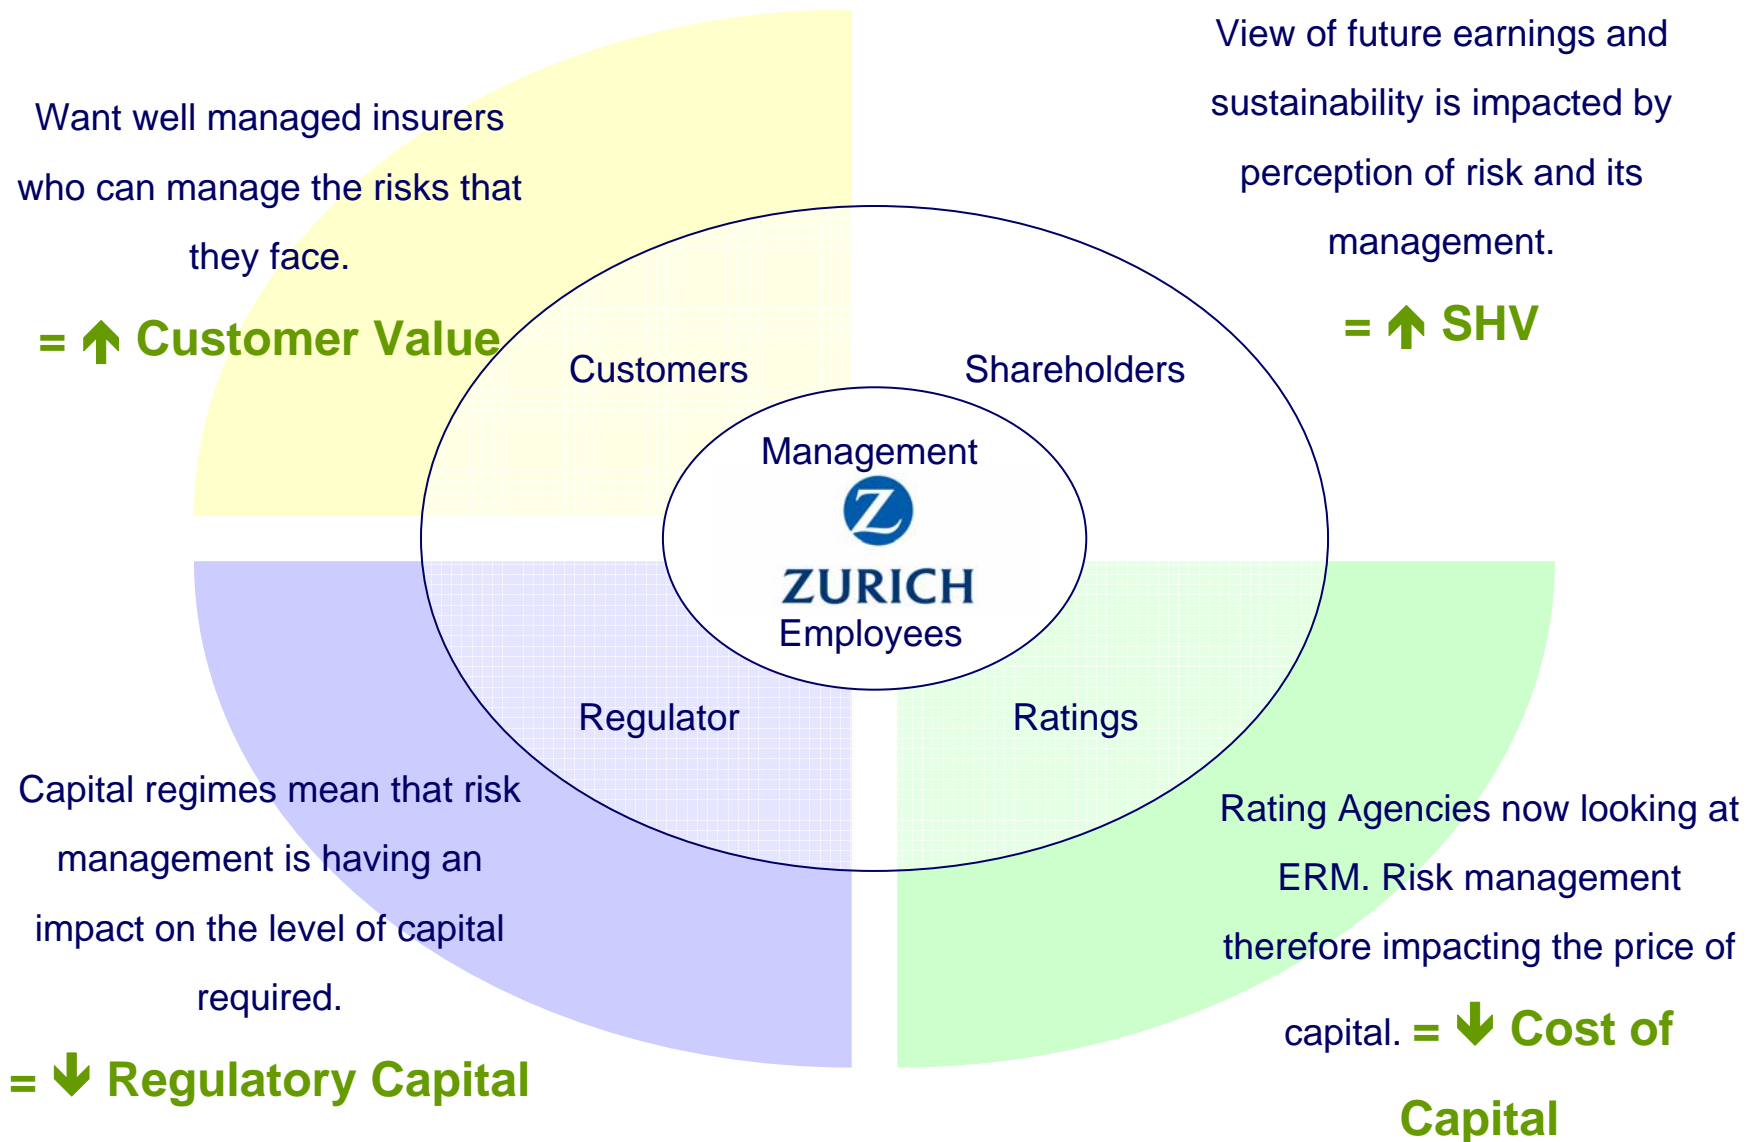 Want well managed insurers
who can manage the risks that
they face.
= ↑ Customer Value
View of future earnings and
sustainability is impacted by
perception of risk and its
management.
= ↑ SHV
Customers
Shareholders
Management
Z
ZURICH
Employees
Regulator
Ratings
Capital regimes mean that risk
management is having an
impact on the level of capital
required.
= ↓ Regulatory Capital
Rating Agencies now looking at
ERM. Risk management
therefore impacting the price of
capital. = ↓ Cost of
Capital